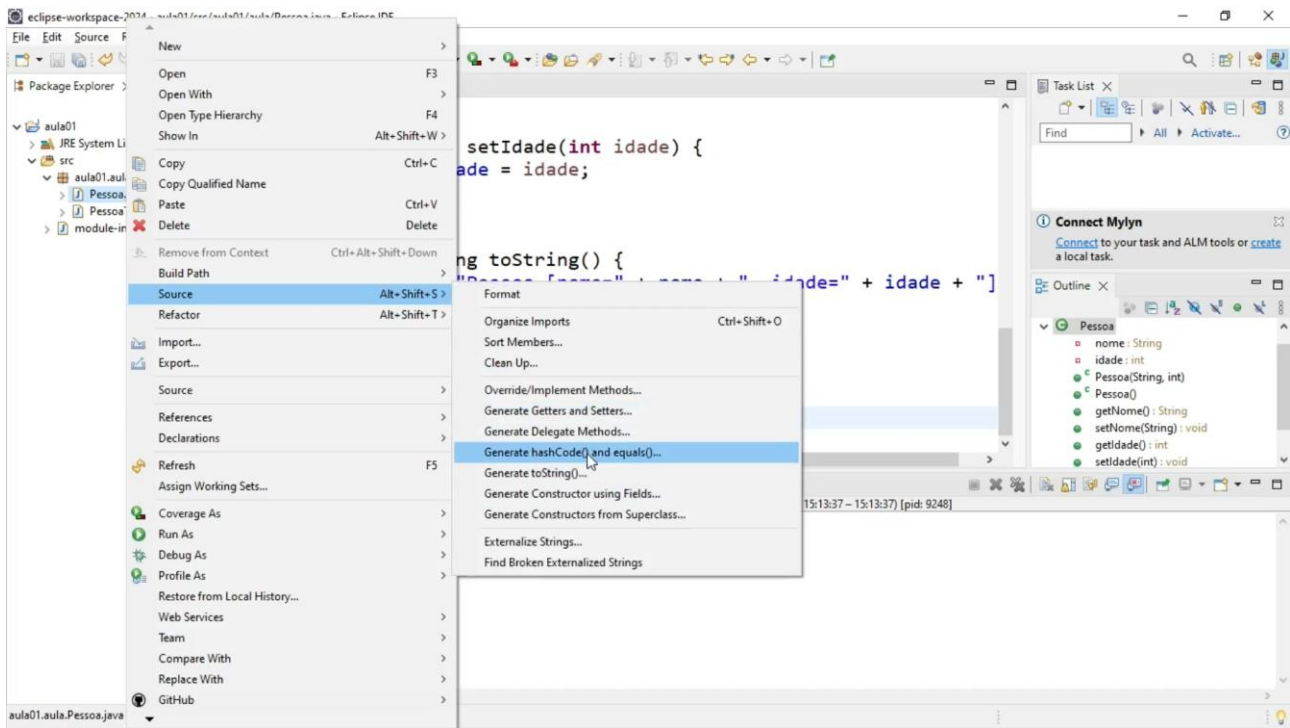 eclipse-workspace-2024 - aula01/src/aula01/aula/Pessoa.java - Eclipse IDE
File Edit Source
Package Explorer
aula01
JRE System Li
src
aula01.aul
Pessoa.
Pessoa
module-in
New
Open F3
Open With
Open Type Hierarchy F4
Show In Alt+Shift+W >
Copy Ctrl+C
Copy Qualified Name
Paste Ctrl+V
Delete Delete
Remove from Context Ctrl+Alt+Shift+Down
Build Path
Source Alt+Shift+S >
Refactor Alt+Shift+T >
Import...
Export...
Source
References
Declarations
Refresh F5
Assign Working Sets...
Coverage As
Run As
Debug As
Profile As
Restore from Local History...
Web Services
Team
Compare With
Replace With
GitHub
Format
Organize Imports Ctrl+Shift+O
Sort Members...
Clean Up...
Override/Implement Methods...
Generate Getters and Setters...
Generate Delegate Methods...
Generate hashCode() and equals()...
Generate toString()...
Generate Constructor using Fields...
Generate Constructors from Superclass...
Externalize Strings...
Find Broken Externalized Strings
setIdade(int idade) {
ade = idade;
ng toString() {
"Pessoa [nome=" + nome + ", idade=" + idade + "]
15:13:37 – 15:13:37) [pid: 9248]
Task List
Find All Activate...
Connect Mylyn
Connect to your task and ALM tools or create
a local task.
Outline
Pessoa
nome : String
idade : int
Pessoa(String, int)
Pessoa()
getNome() : String
setNome(String) : void
getIdade() : int
setIdade(int) : void
aula01.aula.Pessoa.java